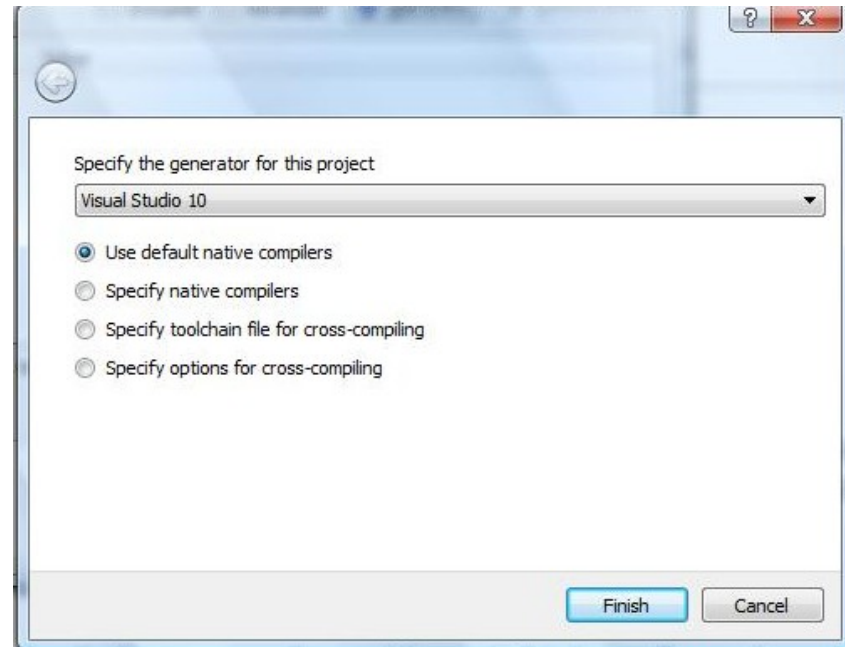 Specify the generator for this project
Visual Studio 10
Use default native compilers
Specify native compilers
Specify toolchain file for cross-compiling
Specify options for cross-compiling
Finish
Cancel